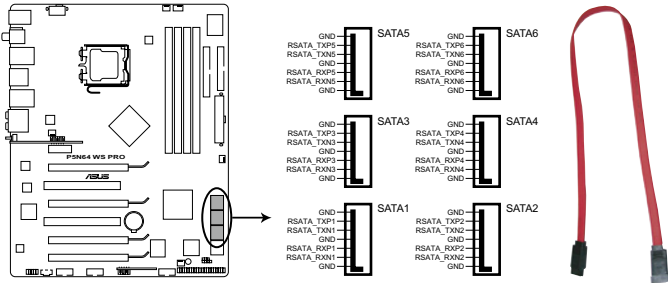 P5N64 WS PRO
ASUS
SATA5
GND
RSATA_TXP5
RSATA_TXN5
GND
RSATA_RXP5
RSATA_RXN5
GND
SATA6
GND
RSATA_TXP6
RSATA_TXN6
GND
RSATA_RXP6
RSATA_RXN6
GND
SATA3
GND
RSATA_TXP3
RSATA_TXN3
GND
RSATA_RXP3
RSATA_RXN3
GND
SATA4
GND
RSATA_TXP4
RSATA_TXN4
GND
RSATA_RXP4
RSATA_RXN4
GND
SATA1
GND
RSATA_TXP1
RSATA_TXN1
GND
RSATA_RXP1
RSATA_RXN1
GND
SATA2
GND
RSATA_TXP2
RSATA_TXN2
GND
RSATA_RXP2
RSATA_RXN2
GND